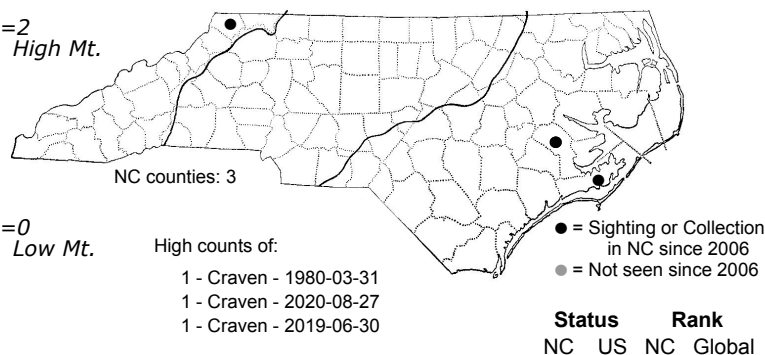 =2
High Mt.
NC counties: 3
=0
Low Mt.
High counts of:
1 - Craven - 1980-03-31
1 - Craven - 2020-08-27
1 - Craven - 2019-06-30
● = Sighting or Collection
in NC since 2006
● = Not seen since 2006
Status Rank
NC US NC Global